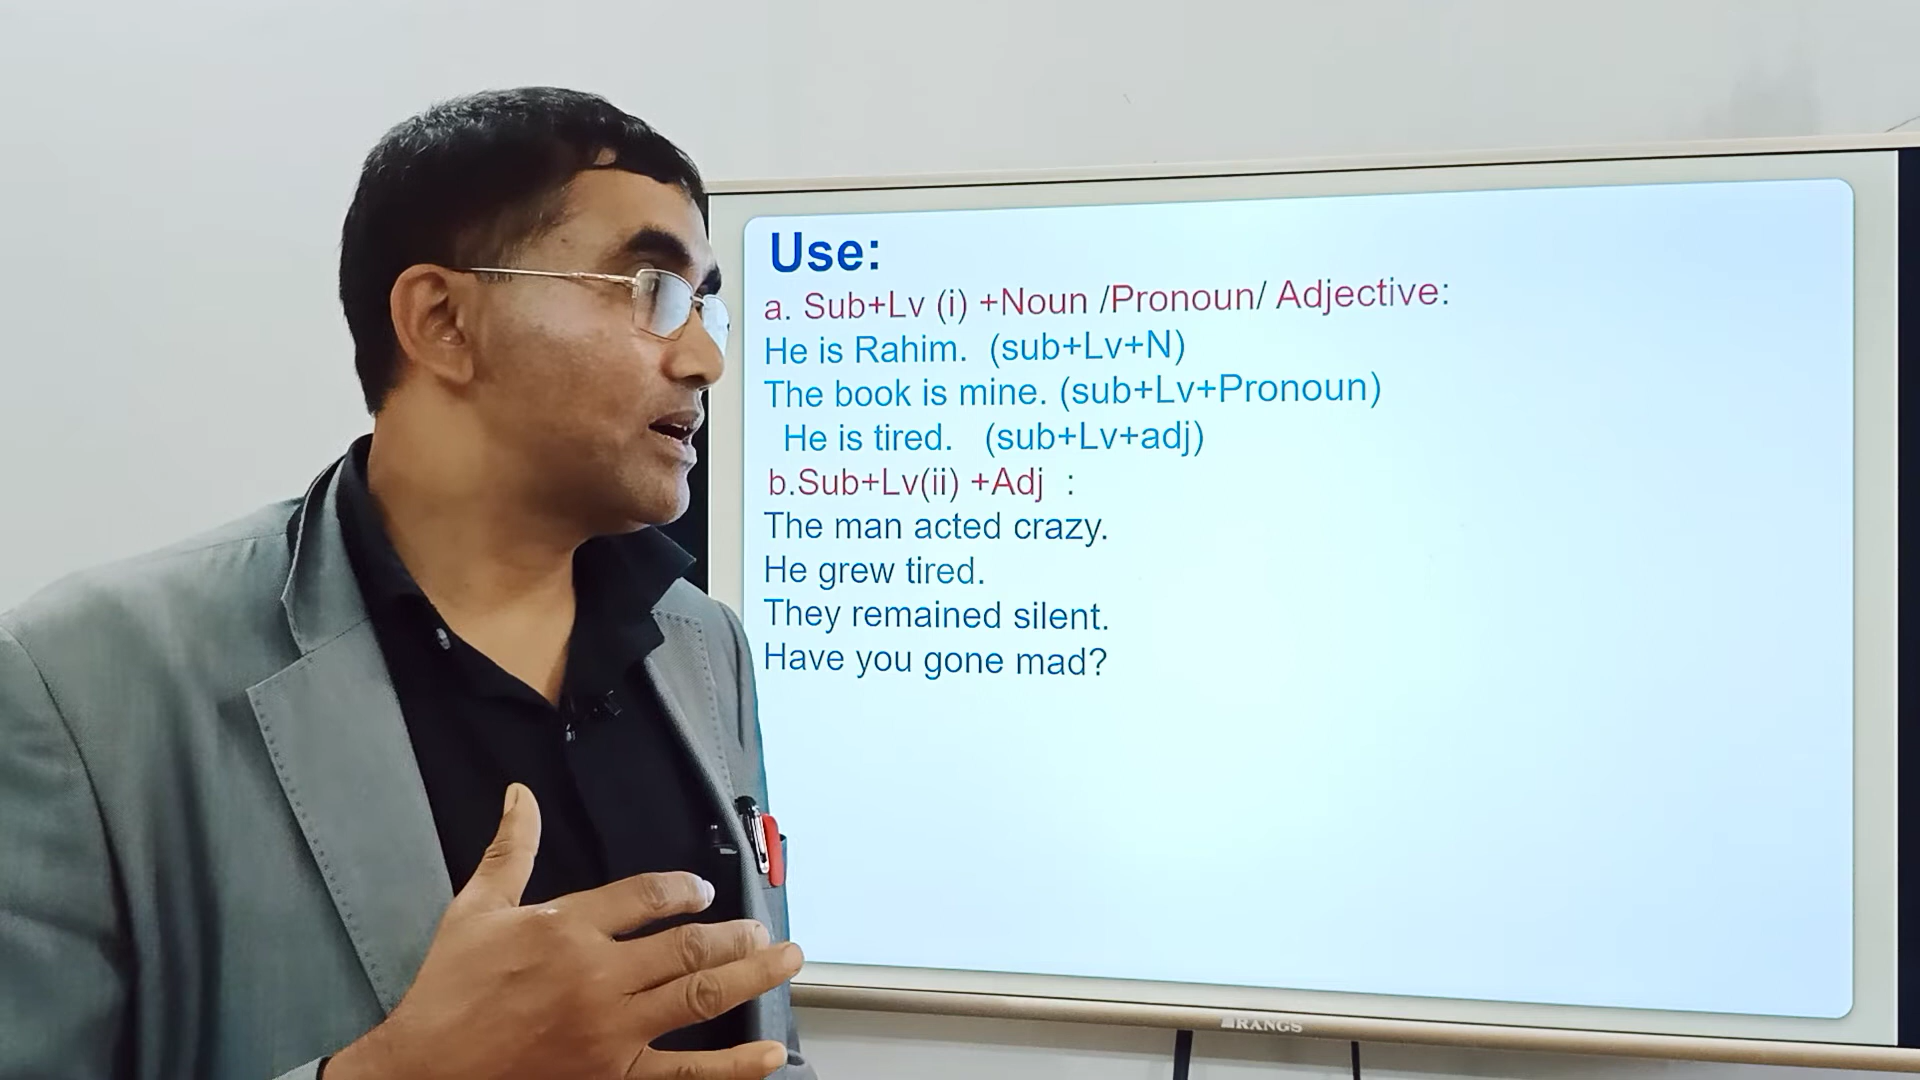 Use:
a. Sub+Lv (i) +Noun /Pronoun/ Adjective:
He is Rahim. (sub+Lv+N)
The book is mine. (sub+Lv+Pronoun)
He is tired. (sub+Lv+adj)
b.Sub+Lv(ii) +Adj :
The man acted crazy.
He grew tired.
They remained silent.
Have you gone mad?
RANGS